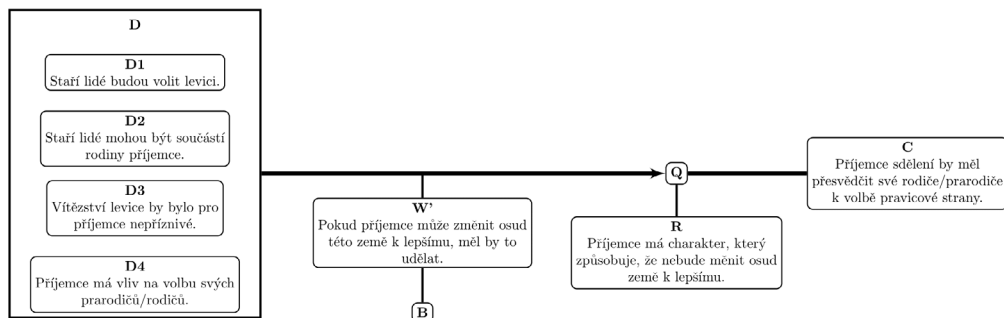 D
D1
Staří lidé budou volit levici.
D2
Staří lidé mohou být součástí
rodiny příjemce.
D3
Vítězství levice by bylo pro
příjemce nepříznivé.
D4
Příjemce má vliv na volbu svých
prarodičů/rodičů.
W'
Pokud příjemce může změnit osud
této země k lepšímu, měl by to
udělat.
B
Q
R
Příjemce má charakter, který
způsobuje, že nebude měnit osud
země k lepšímu.
C
Příjemce sdělení by měl
přesvědčit své rodiče/prarodiče
k volbě pravicové strany.